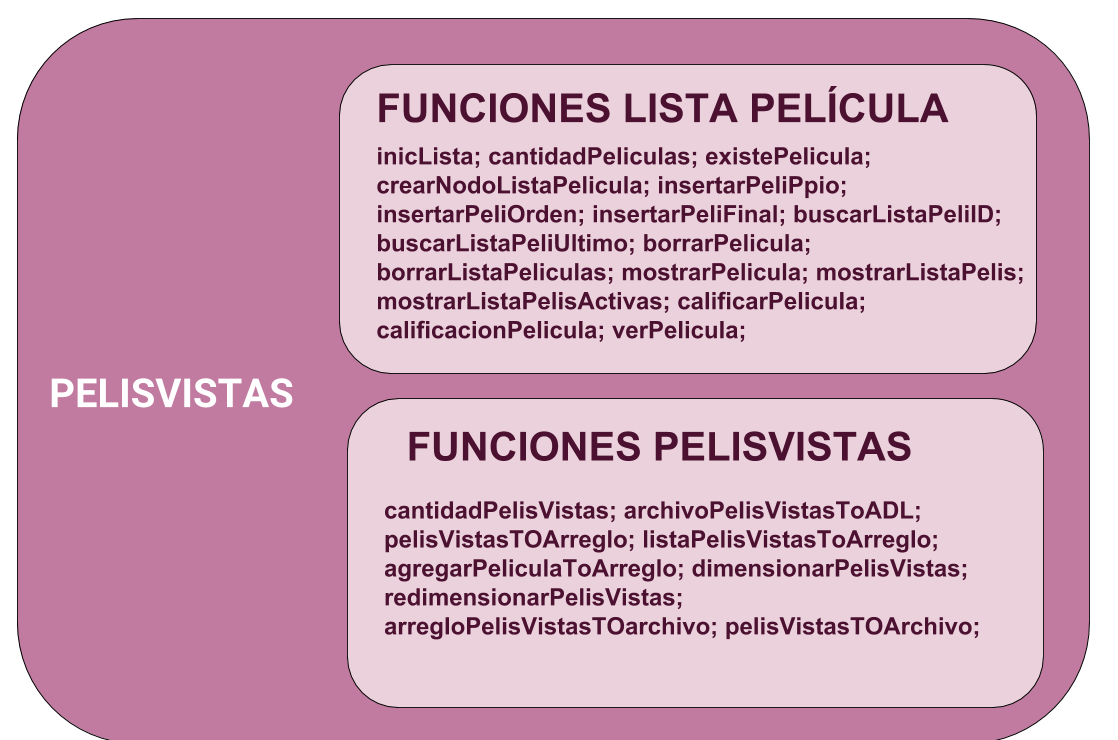 FUNCIONES LISTA PELÍCULA
inicLista; cantidadPeliculas; existePelicula;
crearNodoListaPelicula; insertarPeliPpio;
insertarPeliOrden; insertarPeliFinal; buscarListaPeliID;
buscarListaPeliUltimo; borrarPelicula;
borrarListaPeliculas; mostrarPelicula; mostrarListaPelis;
mostrarListaPelisActivas; calificarPelicula;
calificacionPelicula; verPelicula;
PELISVISTAS
FUNCIONES PELISVISTAS
cantidadPelisVistas; archivoPelisVistasToADL;
pelisVistasTOArreglo; listaPelisVistasToArreglo;
agregarPeliculaToArreglo; dimensionarPelisVistas;
redimensionarPelisVistas;
arregloPelisVistasTOarchivo; pelisVistasTOArchivo;